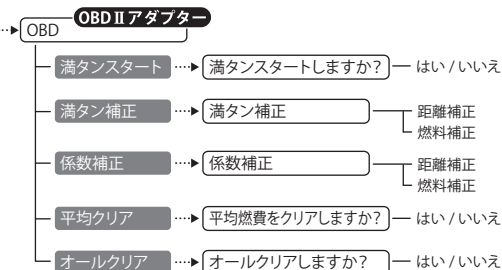 OBDⅡアダプター
OBD
満タンスタート 満タンスタートしますか? はい / いいえ
満タン補正 満タン補正 距離補正
燃料補正
係数補正 係数補正 距離補正
燃料補正
平均クリア 平均燃費をクリアしますか? はい / いいえ
オールクリア オールクリアしますか? はい / いいえ